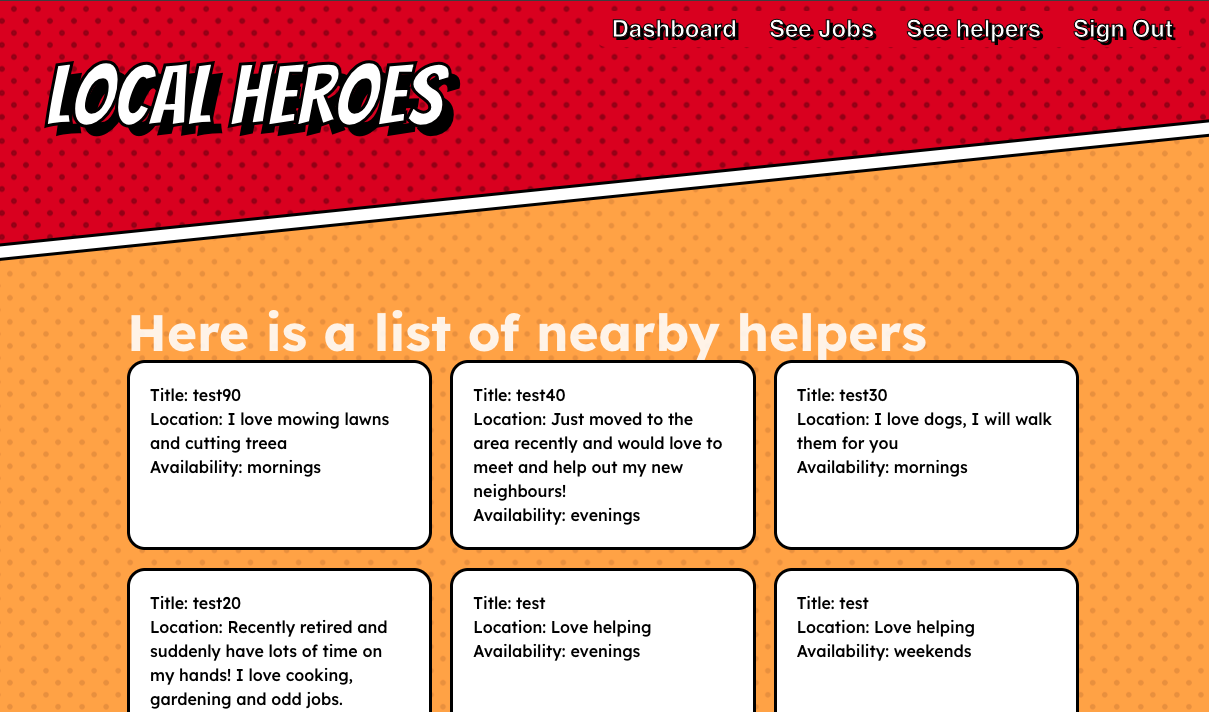 Dashboard See Jobs See helpers Sign Out
LOCAL HEROES
Here is a list of nearby helpers
Title: test90
Location: I love mowing lawns
and cutting treea
Availability: mornings
Title: test40
Location: Just moved to the
area recently and would love to
meet and help out my new
neighbours!
Availability: evenings
Title: test30
Location: I love dogs, I will walk
them for you
Availability: mornings
Title: test20
Location: Recently retired and
suddenly have lots of time on
my hands! I love cooking,
gardening and odd jobs.
Title: test
Location: Love helping
Availability: evenings
Title: test
Location: Love helping
Availability: weekends